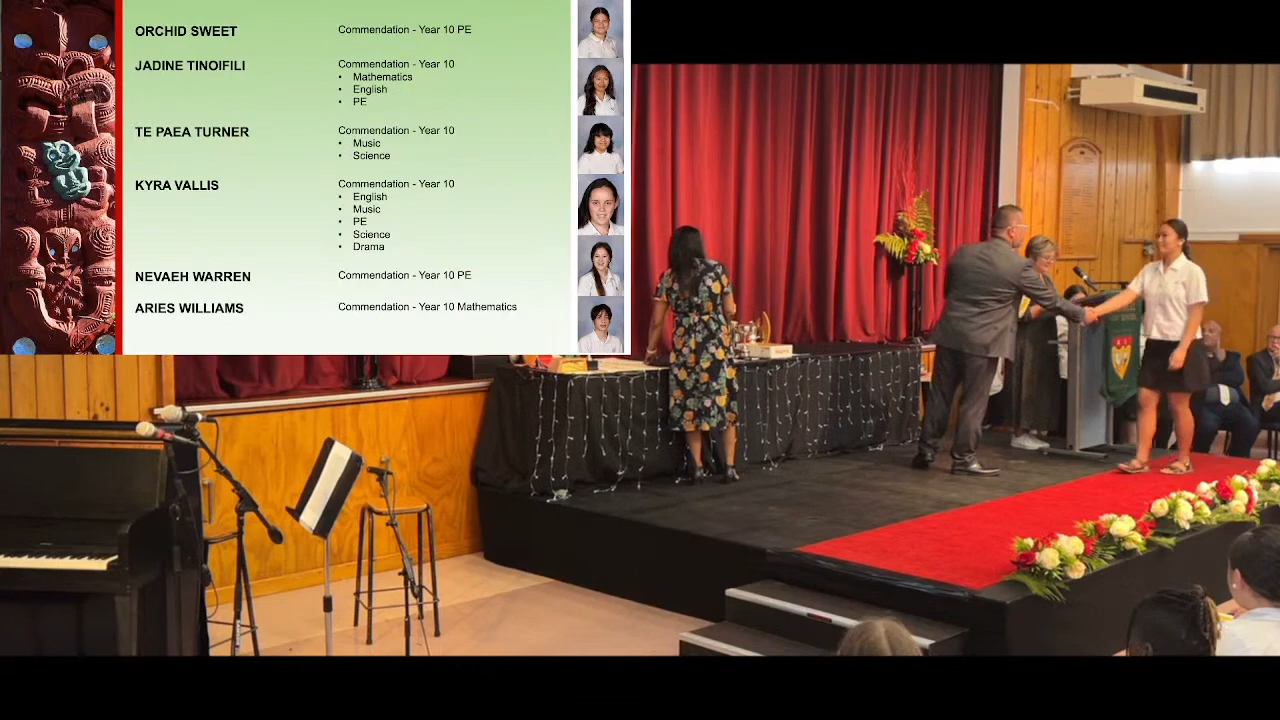 ORCHID SWEET
Commendation - Year 10 PE
JADINE TINOIFILI
Commendation - Year 10
• Mathematics
• English
• PE
TE PAEA TURNER
Commendation - Year 10
• Music
• Science
KYRA VALLIS
Commendation - Year 10
• English
• Music
• PE
• Science
• Drama
NEVAEH WARREN
Commendation - Year 10 PE
ARIES WILLIAMS
Commendation - Year 10 Mathematics